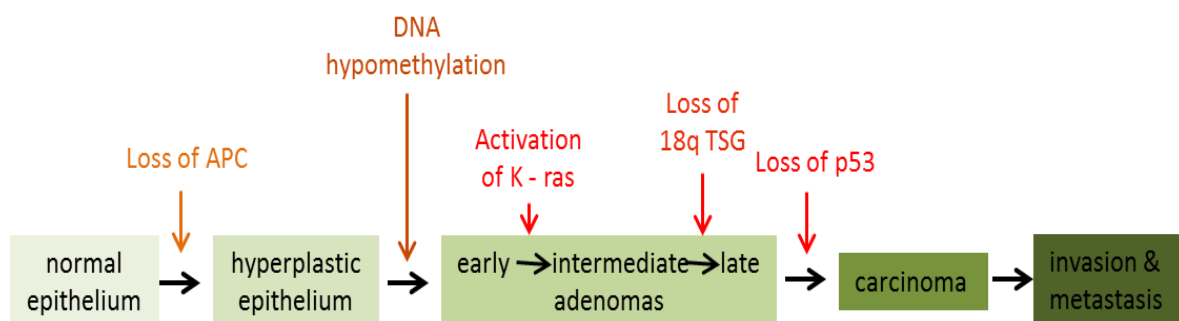 DNA
hypomethylation
Loss of
18q TSG
Activation
of K - ras
Loss of APC
Loss of p53
normal
epithelium
hyperplastic
epithelium
early intermediate late
adenomas
carcinoma
invasion &
metastasis